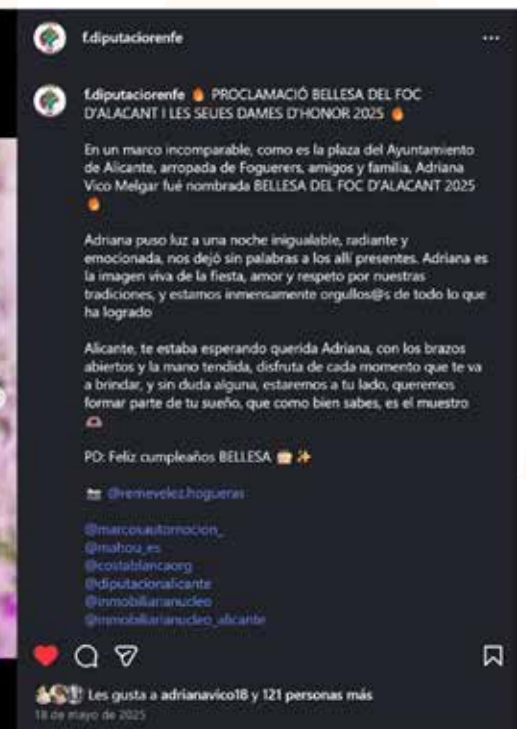 f.diputaciorenfe
f.diputaciorenfe 🔥 PROCLAMACIÓ BELLESA DEL FOC
D'ALACANT I LES SEUES DAMES D'HONOR 2025 🔥
En un marco incomparable, como es la plaza del Ayuntamiento
de Alicante, arropada de Foguerers, amigos y familia, Adriana
Vico Melgar fué nombrada BELLESA DEL FOC D'ALACANT 2025
🔥
Adriana puso luz a una noche inigualable, radiante y
emocionada, nos dejó sin palabras a los allí presentes. Adriana es
la imagen viva de la fiesta, amor y respeto por nuestras
tradiciones, y estamos inmensamente orgullos@s de todo lo que
ha logrado
Alicante, te estaba esperando querida Adriana, con los brazos
abiertos y la mano tendida, disfruta de cada momento que te va
a brindar, y sin duda alguna, estaremos a tu lado, queremos
formar parte de tu sueño, que como bien sabes, es el muestro
PD: Feliz cumpleaños BELLESA 🎂✨
📷 @remevelez.hogueras
@marcosautomocion_
@mahou_es
@costablancaorg
@diputacionalicante
@inmobiliarianucleo
@inmobiliarianucleo_alicante
Les gusta a adrianavico18 y 121 personas más
18 de mayo de 2025